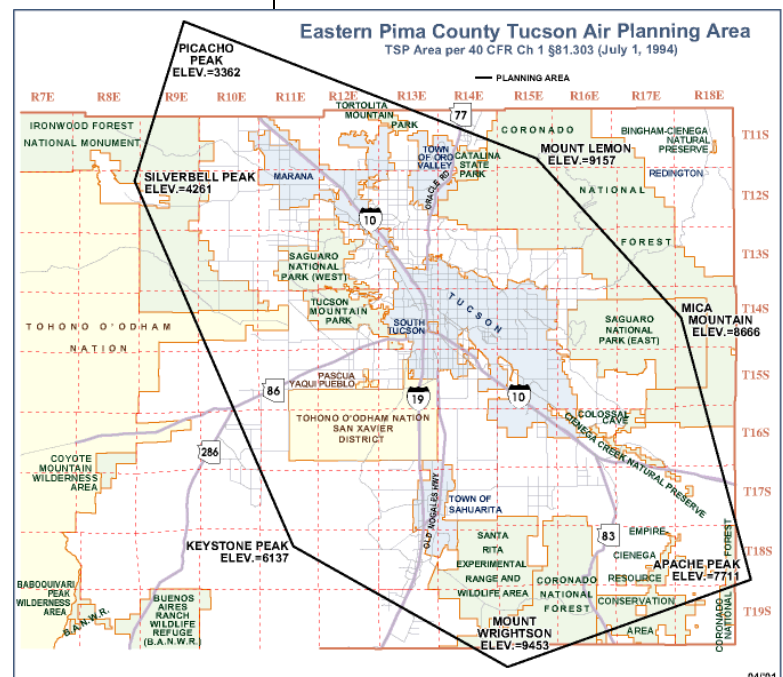 Eastern Pima County Tucson Air Planning Area
TSP Area per 40 CFR Ch 1 §81.303 (July 1, 1994)
PICACHO
PEAK
ELEV.=3362
PLANNING AREA
R7E
R8E
R9E
R10E
R11E
R12E
R13E
R14E
R15E
R16E
R17E
R18E
TORTOLITA
MOUNTAIN
PARK
77
IRONWOOD FOREST
NATIONAL MONUMENT
CORONADO
NATIONAL
FOREST
BINGHAM-CIENEGA
NATURAL
PRESERVE
T11S
TOWN
OF ORO
VALLEY
CATALINA
STATE
PARK
MOUNT LEMON
ELEV.=9157
REDINGTON
SILVERBELL PEAK
ELEV.=4261
MARANA
ORACLE RD
T12S
10
SAGUARO
NATIONAL
PARK (WEST)
T13S
TUCSON
MOUNTAIN
PARK
TUCSON
MICA
MOUNTAIN
ELEV.=8666
T14S
TOHONO O'ODHAM
NATION
SOUTH
TUCSON
SAGUARO
NATIONAL
PARK (EAST)
T15S
PASCUA
YAQUI PUEBLO
86
19
10
TOHONO O'ODHAM NATION
SAN XAVIER
DISTRICT
COLOSSAL
CAVE
T16S
CIENEGA CREEK NATURAL PRESERVE
286
COYOTE
MOUNTAIN
WILDERNESS
AREA
OLD NOGALES HWY
TOWN OF
SAHUARITA
T17S
KEYSTONE PEAK
ELEV.=6137
SANTA
RITA
EXPERIMENTAL
RANGE AND
WILDLIFE AREA
83
EMPIRE
CIENEGA
RESOURCE
CONSERVATION
AREA
APACHE PEAK
ELEV.=7711
T18S
CORONADO
NATIONAL
FOREST
CORONADO
NATIONAL FOREST
BABOQUIVARI
PEAK
WILDERNESS
AREA
B.A.N.W.R.
BUENOS
AIRES
RANCH
WILDLIFE
REFUGE
(B.A.N.W.R.)
T19S
MOUNT
WRIGHTSON
ELEV.=9453